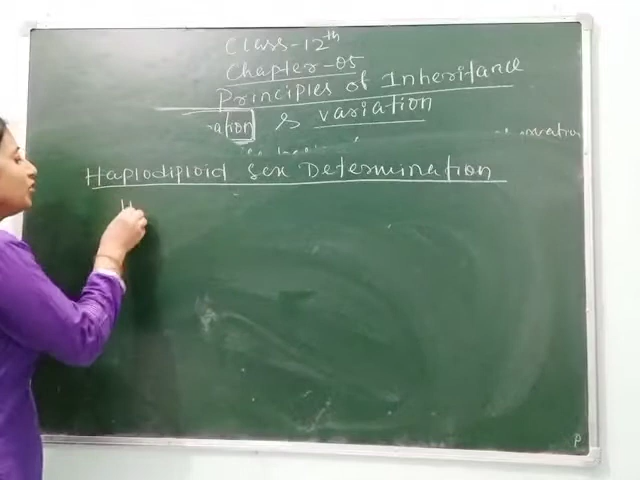 Class-12th
Chapter-05
Principles of Inheritance
& variation
Haplodiploid Sex Determination
H
P